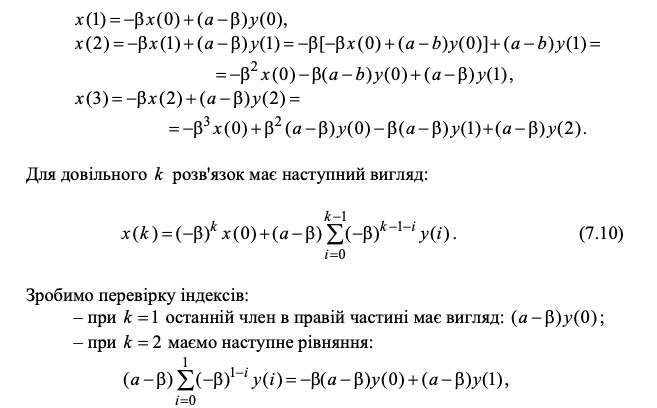 x(1)=–βx(0)+(a–β)y(0),
x(2)=–βx(1)+(a–β)y(1)=–β[–βx(0)+(a–b)y(0)]+(a–b)y(1)=
=–β²x(0)–β(a–b)y(0)+(a–β)y(1),
x(3)=–βx(2)+(a–β)y(2)=
=–β³x(0)+β²(a–β)y(0)–β(a–β)y(1)+(a–β)y(2).
Для довільного k розв'язок має наступний вигляд:
x(k)=(–β)^k x(0)+(a–β) ∑_{i=0}^{k–1} (–β)^{k–1–i} y(i). (7.10)
Зробимо перевірку індексів:
– при k=1 останній член в правій частині має вигляд: (a–β)y(0);
– при k=2 маємо наступне рівняння:
(a–β) ∑_{i=0}^{1} (–β)^{1–i} y(i)=–β(a–β)y(0)+(a–β)y(1),